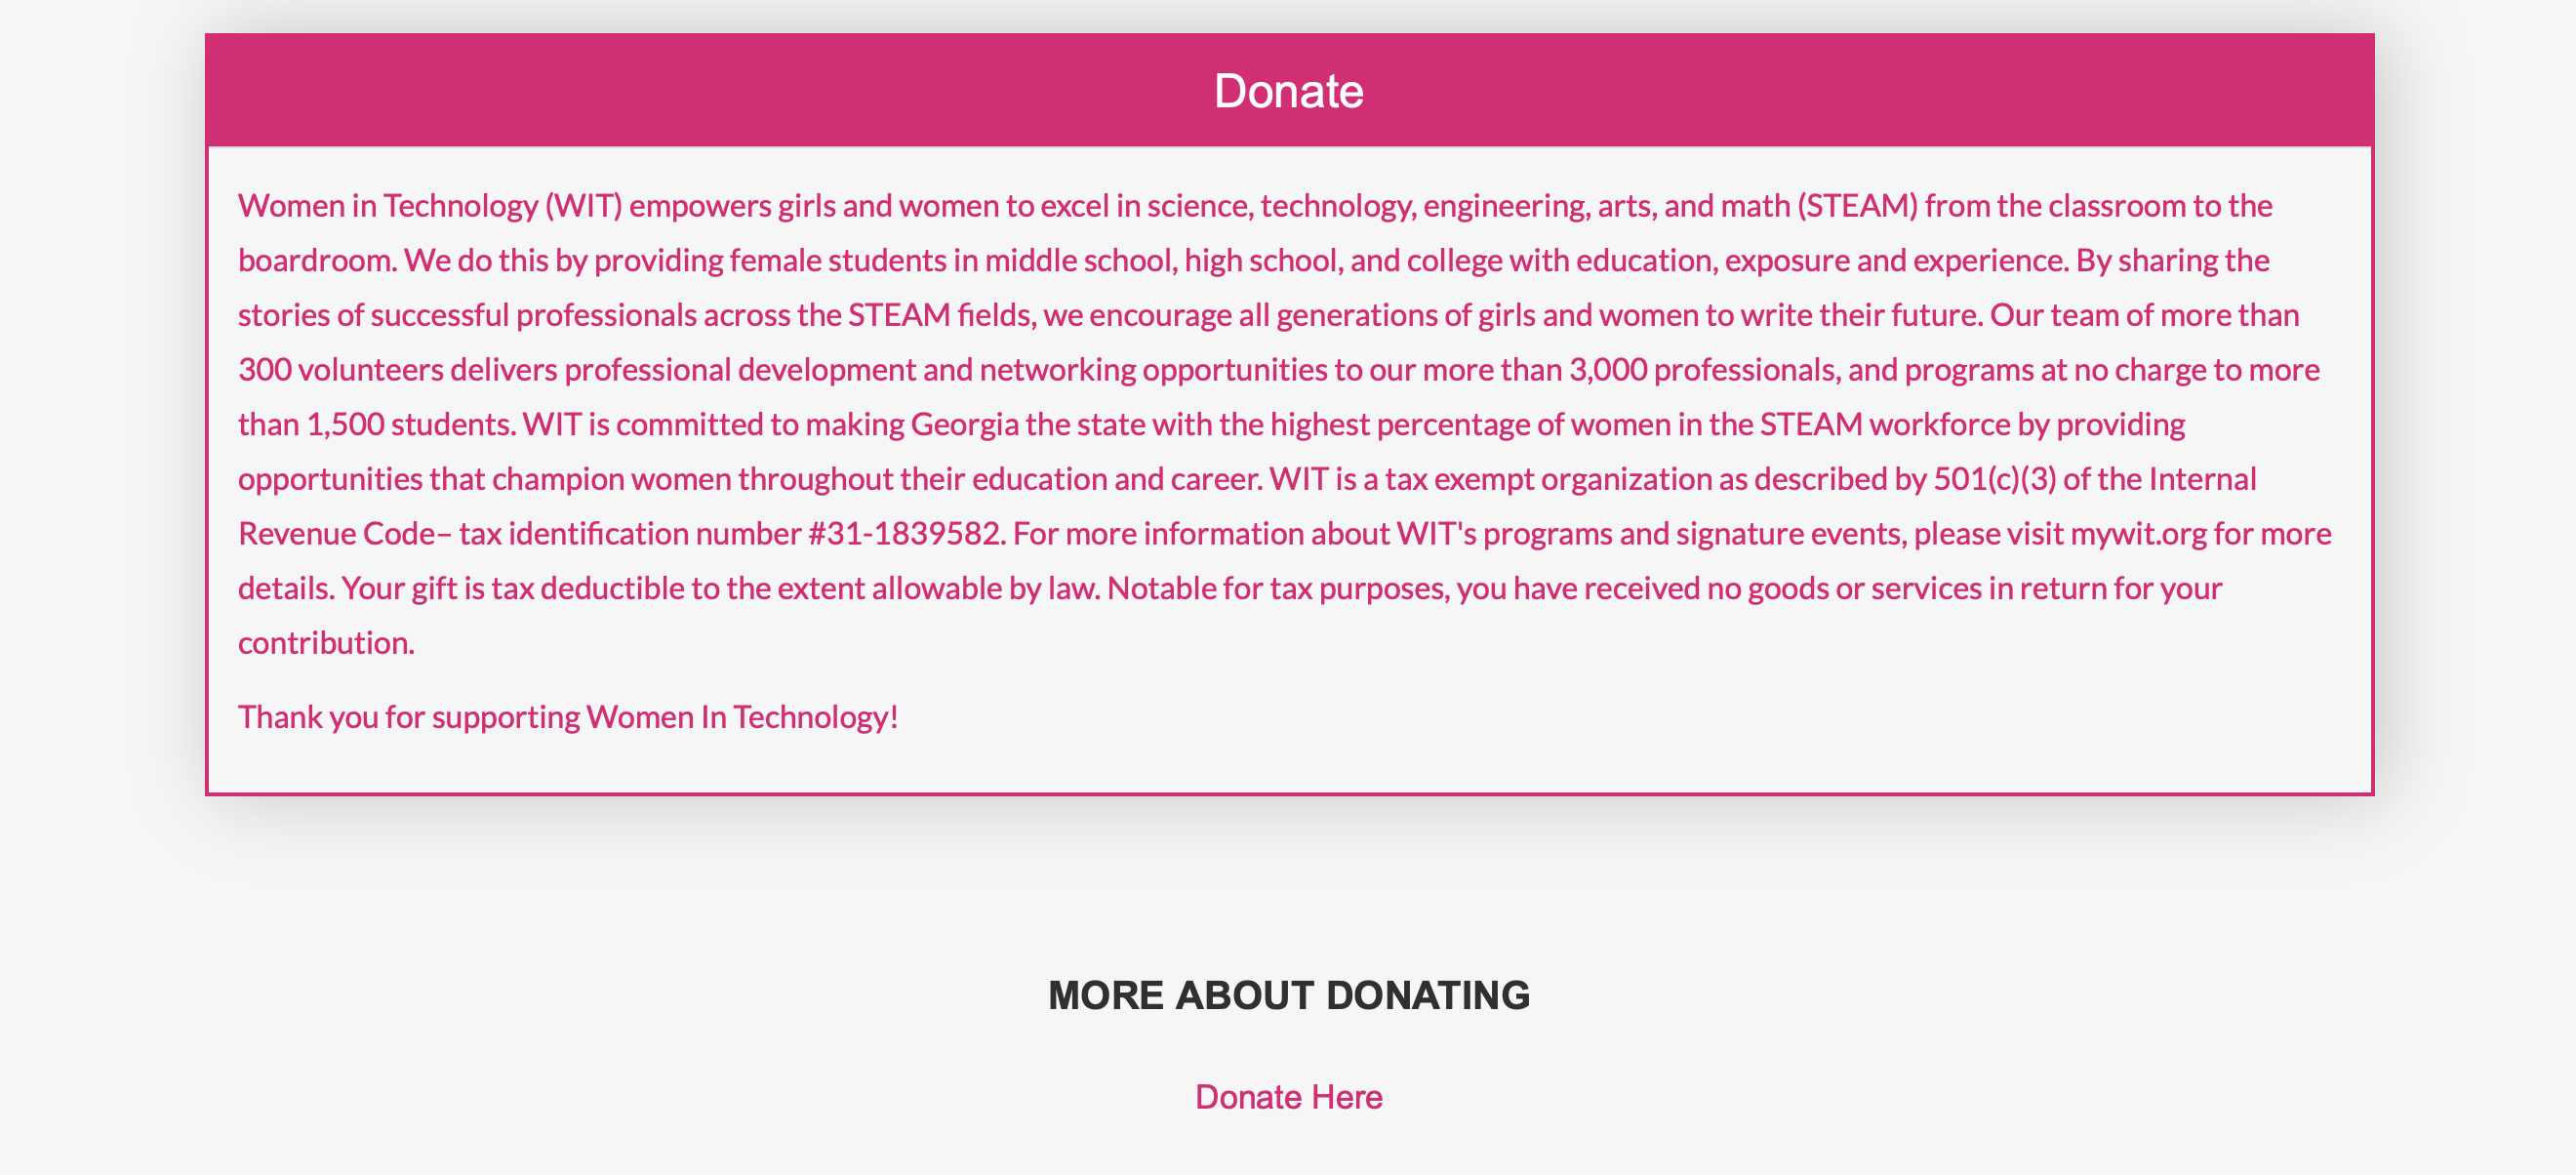 Donate
Women in Technology (WIT) empowers girls and women to excel in science, technology, engineering, arts, and math (STEAM) from the classroom to the
boardroom. We do this by providing female students in middle school, high school, and college with education, exposure and experience. By sharing the
stories of successful professionals across the STEAM fields, we encourage all generations of girls and women to write their future. Our team of more than
300 volunteers delivers professional development and networking opportunities to our more than 3,000 professionals, and programs at no charge to more
than 1,500 students. WIT is committed to making Georgia the state with the highest percentage of women in the STEAM workforce by providing
opportunities that champion women throughout their education and career. WIT is a tax exempt organization as described by 501(c)(3) of the Internal
Revenue Code– tax identification number #31-1839582. For more information about WIT's programs and signature events, please visit mywit.org for more
details. Your gift is tax deductible to the extent allowable by law. Notable for tax purposes, you have received no goods or services in return for your
contribution.
Thank you for supporting Women In Technology!
MORE ABOUT DONATING
Donate Here